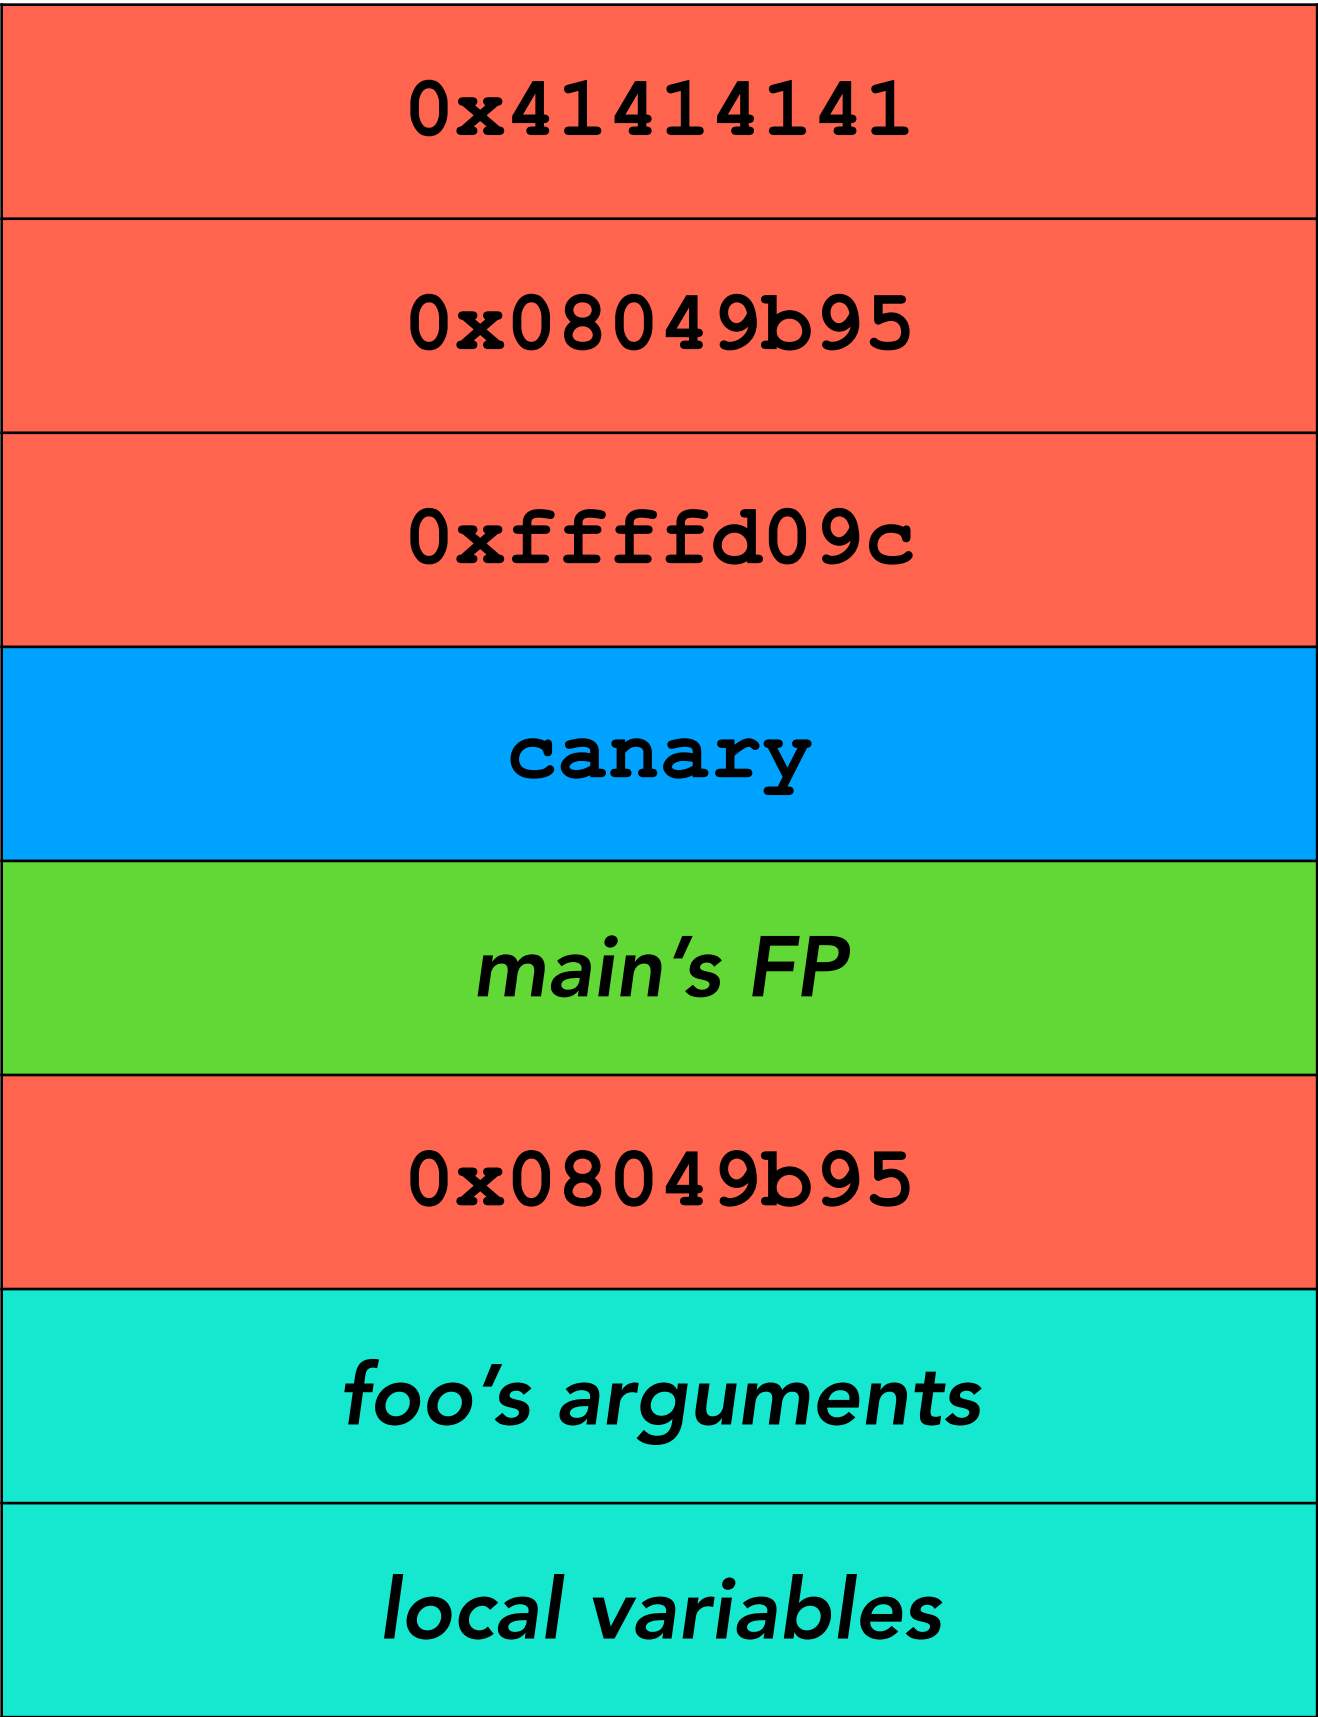 0x41414141
0x08049b95
0xffffd09c
canary
main’s FP
0x08049b95
foo’s arguments
local variables